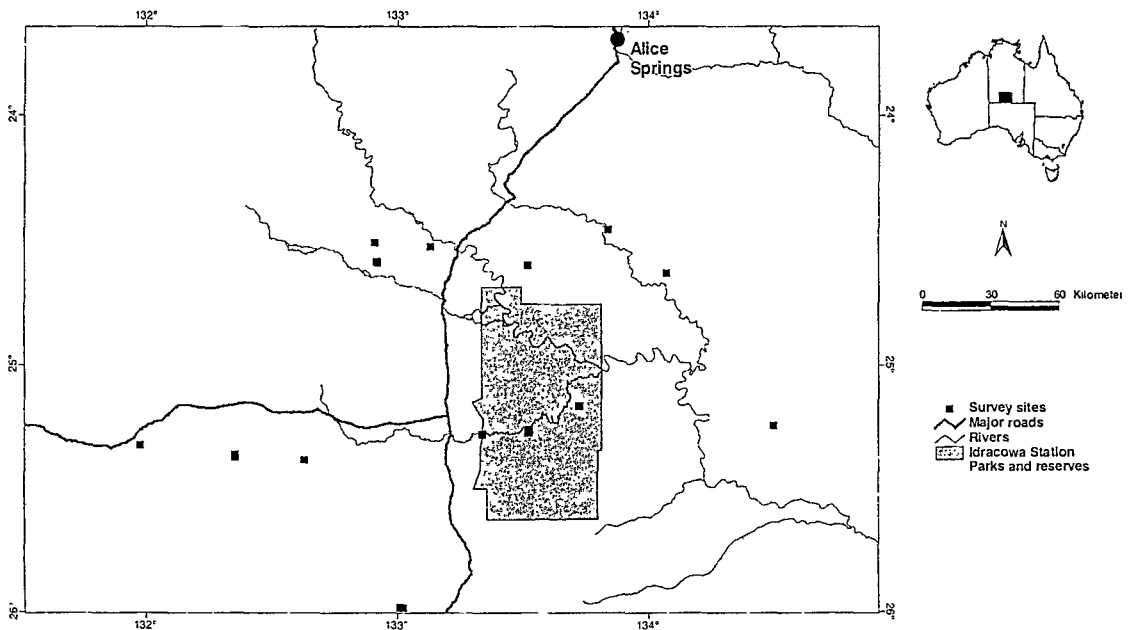 132°
133°
134°
Alice
Springs
24°
24°
N
0 30 60 Kilometer
25°
25°
Survey sites
Major roads
Rivers
Idracowa Station
Parks and reserves
26°
26°
132°
133°
134°